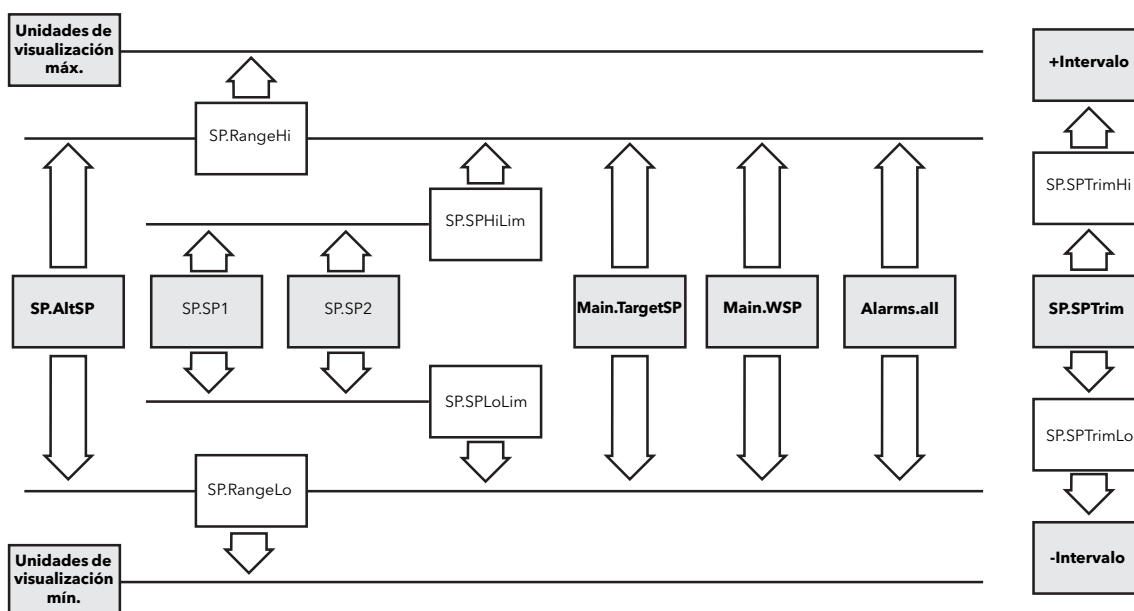 Unidades de
visualización
máx.
+Intervalo
SP.RangeHi
SP.SPTrimHi
SP.SPHiLim
SP.AltSP
SP.SP1
SP.SP2
Main.TargetSP
Main.WSP
Alarms.all
SP.SPTrim
SP.SPLoLim
SP.SPTrimLo
SP.RangeLo
Unidades de
visualización
mín.
-Intervalo